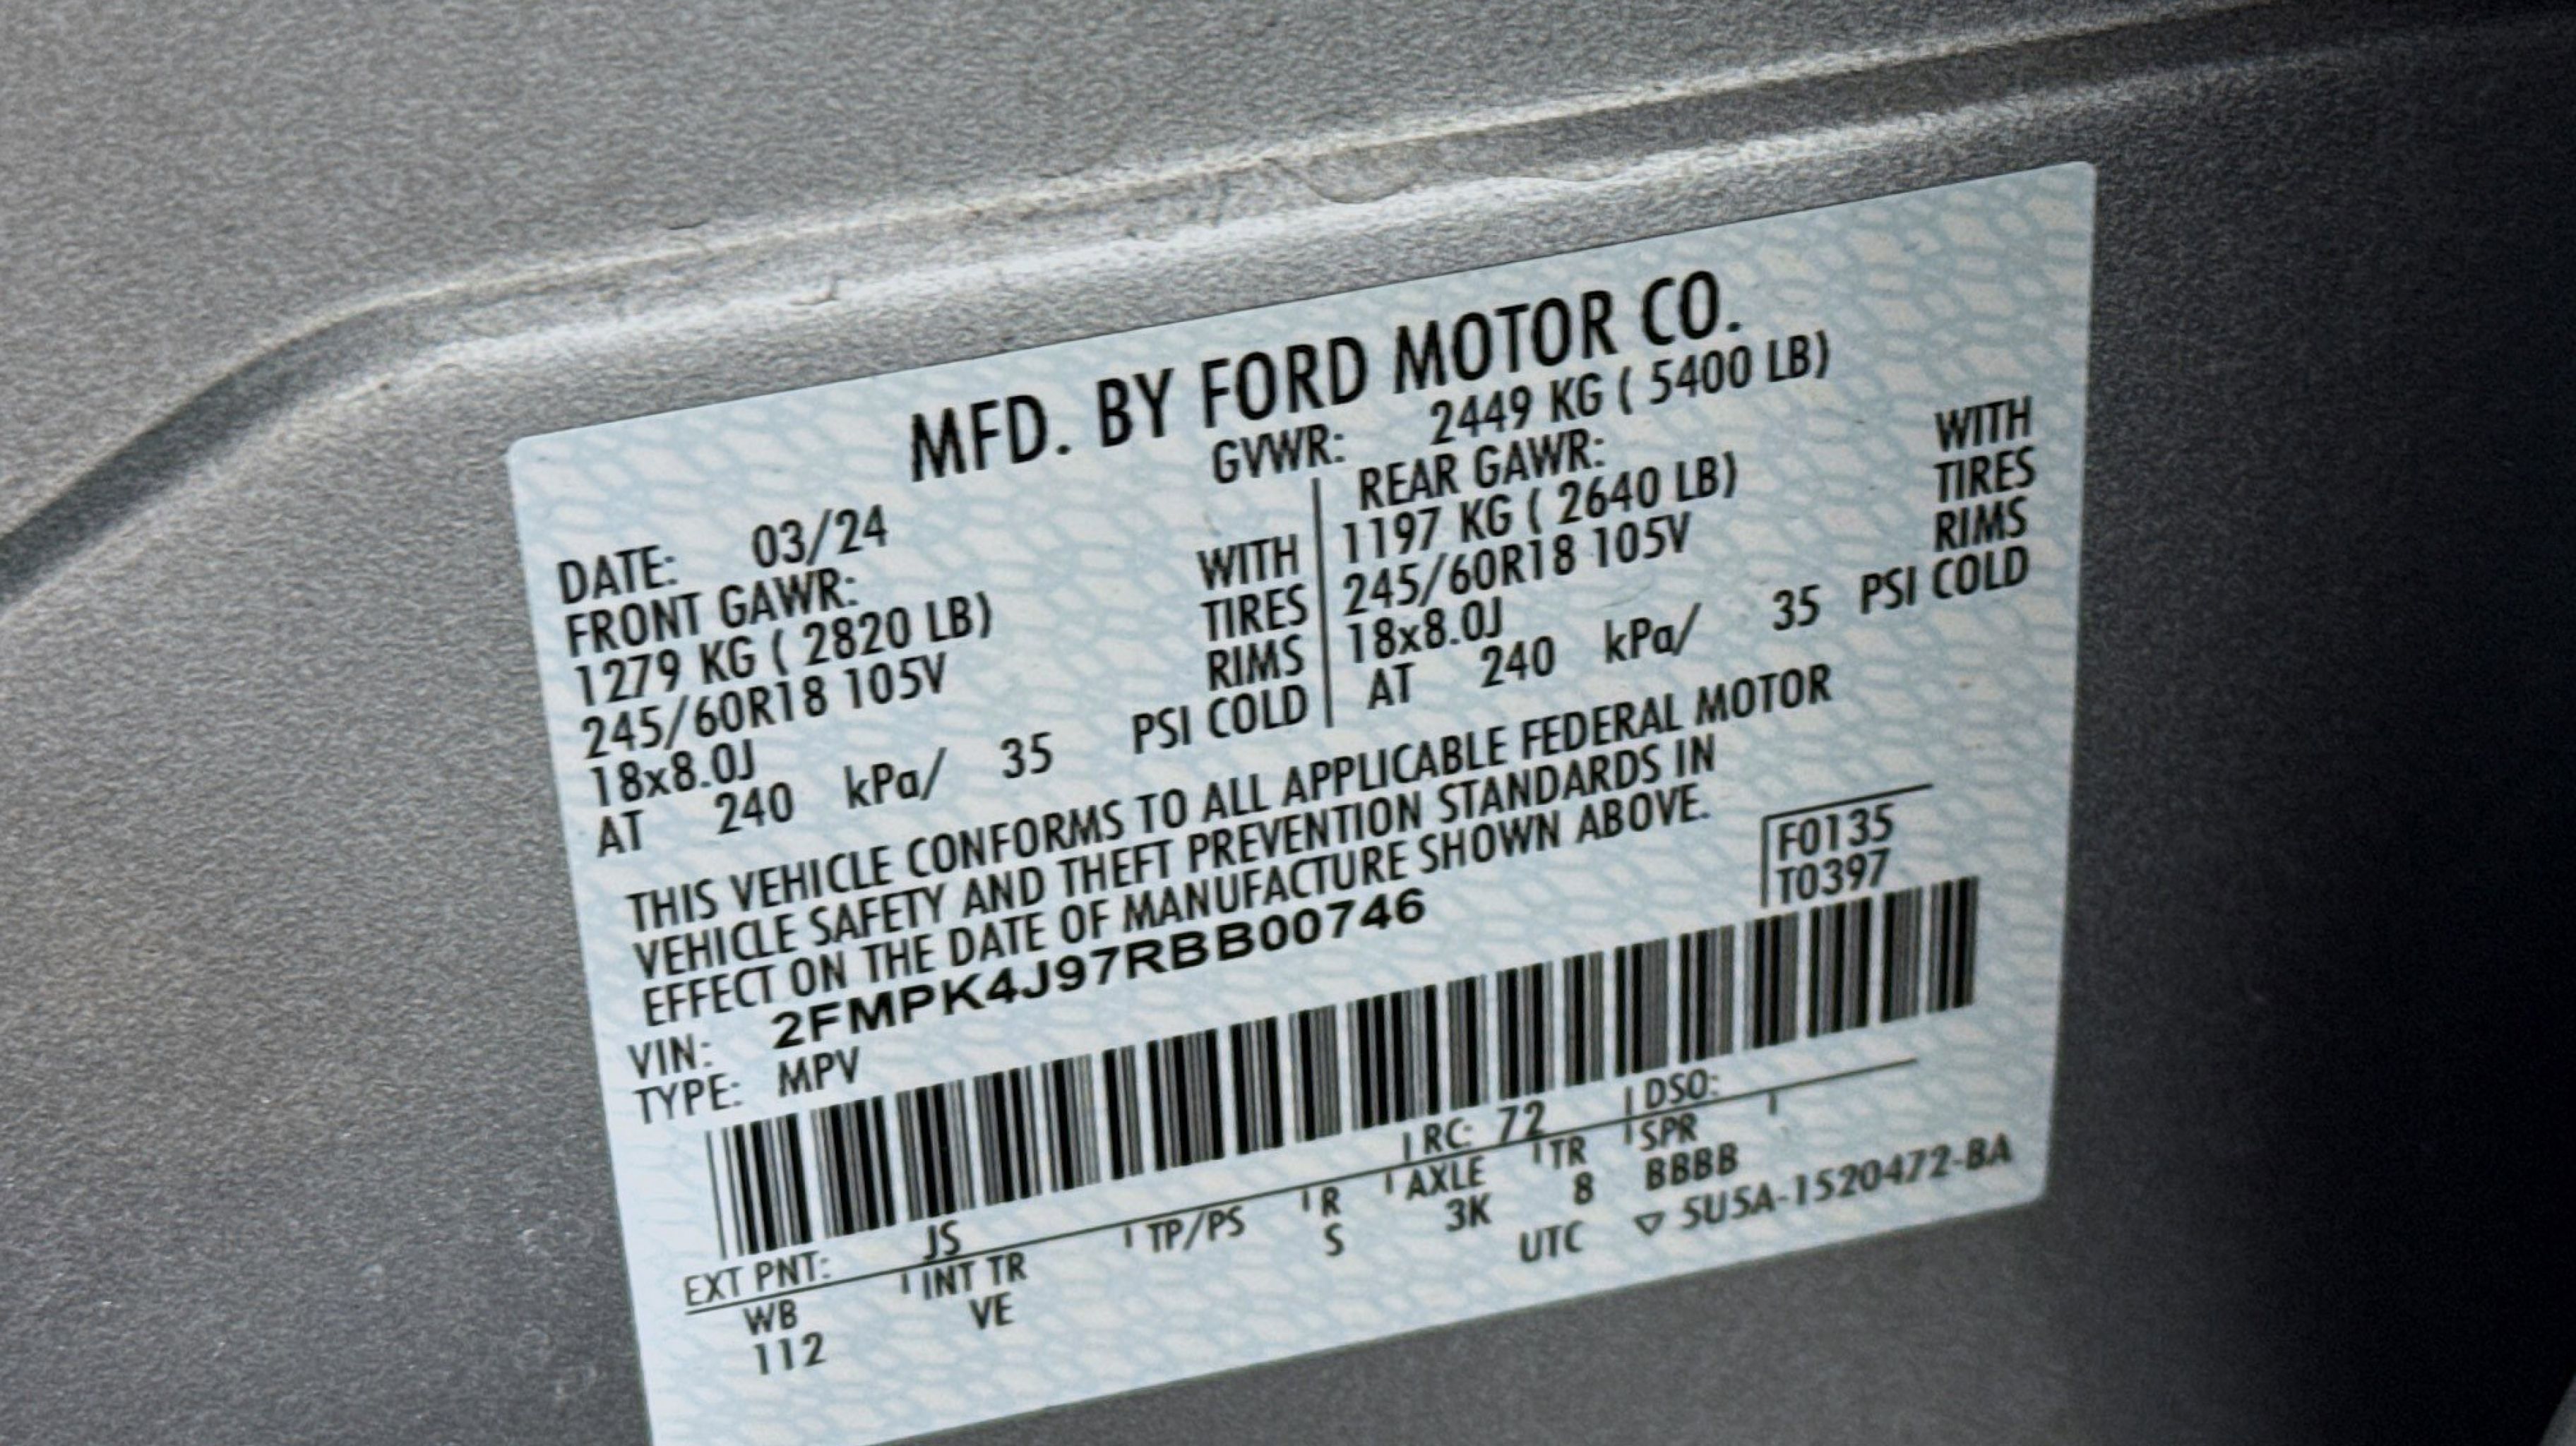 MFD. BY FORD MOTOR CO.
GVWR: 2449 KG ( 5400 LB)
DATE: 03/24
FRONT GAWR:
1279 KG ( 2820 LB) WITH
245/60R18 105V TIRES
18x8.0J RIMS
AT 240 kPa/ 35 PSI COLD
REAR GAWR:
1197 KG ( 2640 LB) WITH
245/60R18 105V TIRES
18x8.0J RIMS
AT 240 kPa/ 35 PSI COLD
THIS VEHICLE CONFORMS TO ALL APPLICABLE FEDERAL MOTOR
VEHICLE SAFETY AND THEFT PREVENTION STANDARDS IN
EFFECT ON THE DATE OF MANUFACTURE SHOWN ABOVE.
VIN: 2FMPK4J97RBB00746
TYPE: MPV
F0135
T0397
EXT PNT: JS RC: 72 DSO:
WB INT TR TP/PS R AXLE TR SPR
112 VE S 3K 8 BBBB
UTC ▽ 5U5A-1520472-BA